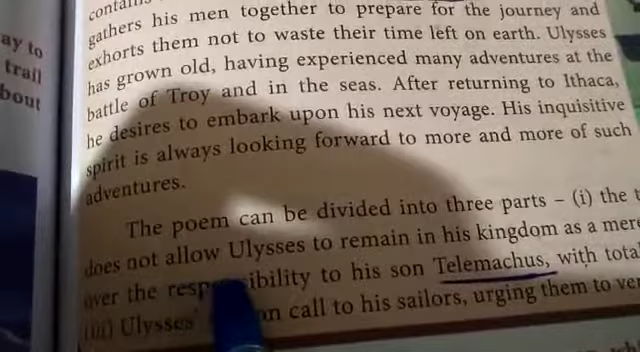 ay to
trail
bout
gathers his men together to prepare for the journey and
exhorts them not to waste their time left on earth. Ulysses
has grown old, having experienced many adventures at the
battle of Troy and in the seas. After returning to Ithaca,
he desires to embark upon his next voyage. His inquisitive
spirit is always looking forward to more and more of such
adventures.
The poem can be divided into three parts – (i) the t
does not allow Ulysses to remain in his kingdom as a mere
over the resp ibility to his son Telemachus, with tota
(iii) Ulysses' on call to his sailors, urging them to ve